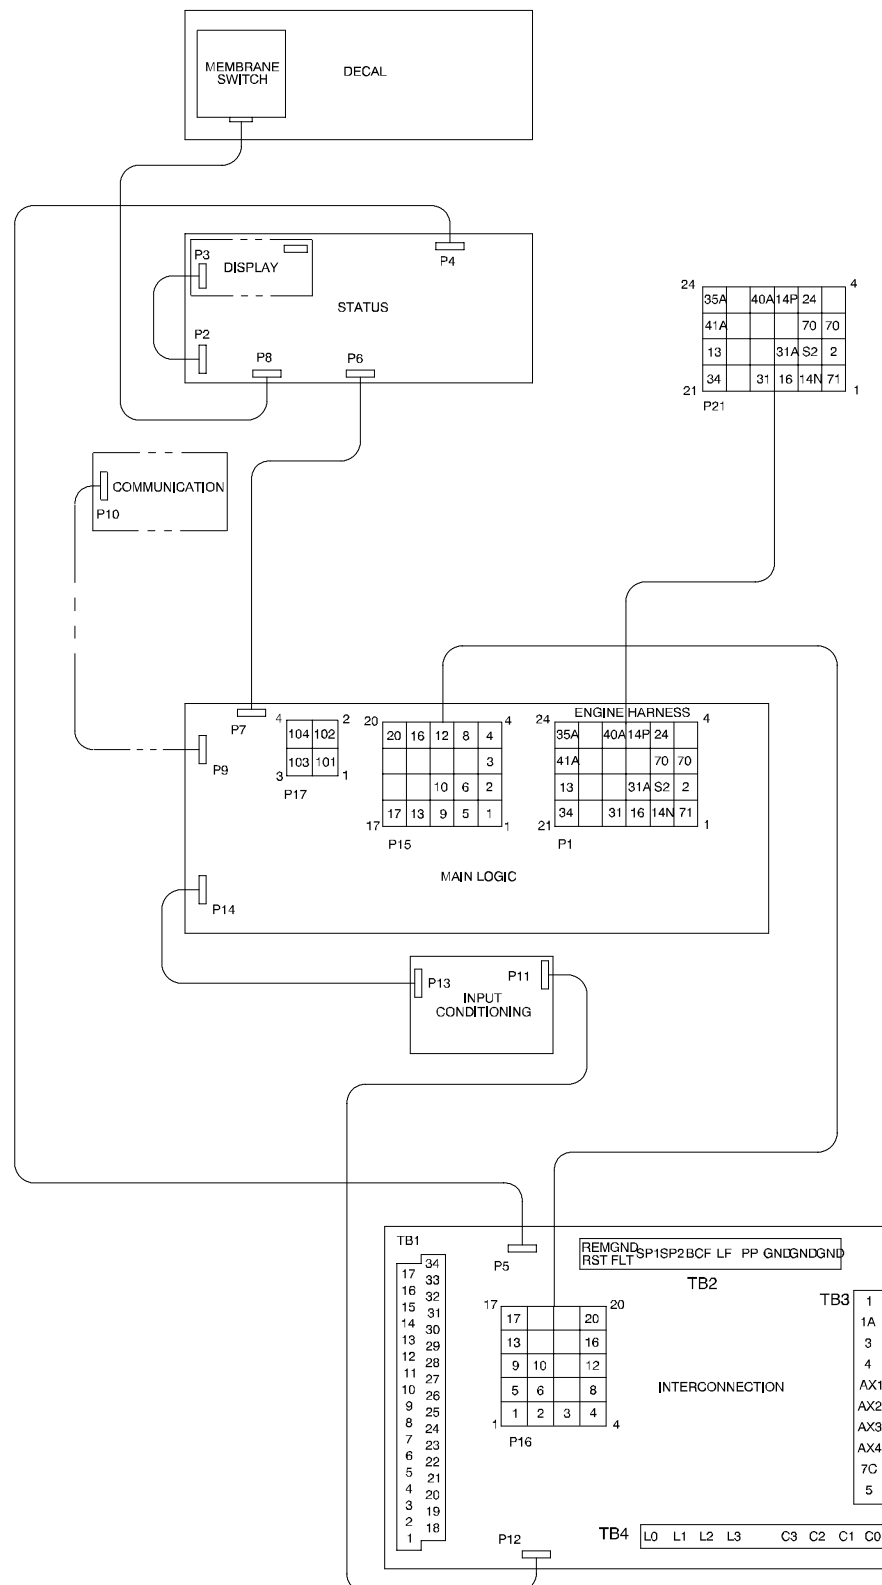 MEMBRANE
SWITCH
DECAL
P3
DISPLAY
P4
STATUS
P2
P8
P6
24
4
35A 40A 14P 24
41A 70 70
13 31A S2 2
34 31 16 14N 71
21
1
P21
COMMUNICATION
P10
P7
4
2
104 102
103 101
3
1
P17
20
4
20 16 12 8 4
3
10 6 2
17 13 9 5 1
17
1
P15
ENGINE HARNESS
24
4
35A 40A 14P 24
41A 70 70
13 31A S2 2
34 31 16 14N 71
21
1
P1
P9
MAIN LOGIC
P14
P13
P11
INPUT
CONDITIONING
TB1
34
17
33
16
32
15
31
14
30
13
29
12
28
11
27
10
26
9
25
8
24
7
23
6
22
5
21
4
20
3
19
2
18
1
P5
REM GND SP1 SP2 BCF LF PP GND GND GND
RST FLT
TB2
17
20
17 20
13 16
9 10 12
5 6 8
1 2 3 4
1
4
P16
INTERCONNECTION
TB3
1
1A
3
4
AX1
AX2
AX3
AX4
7C
5
P12
TB4
L0 L1 L2 L3 C3 C2 C1 C0